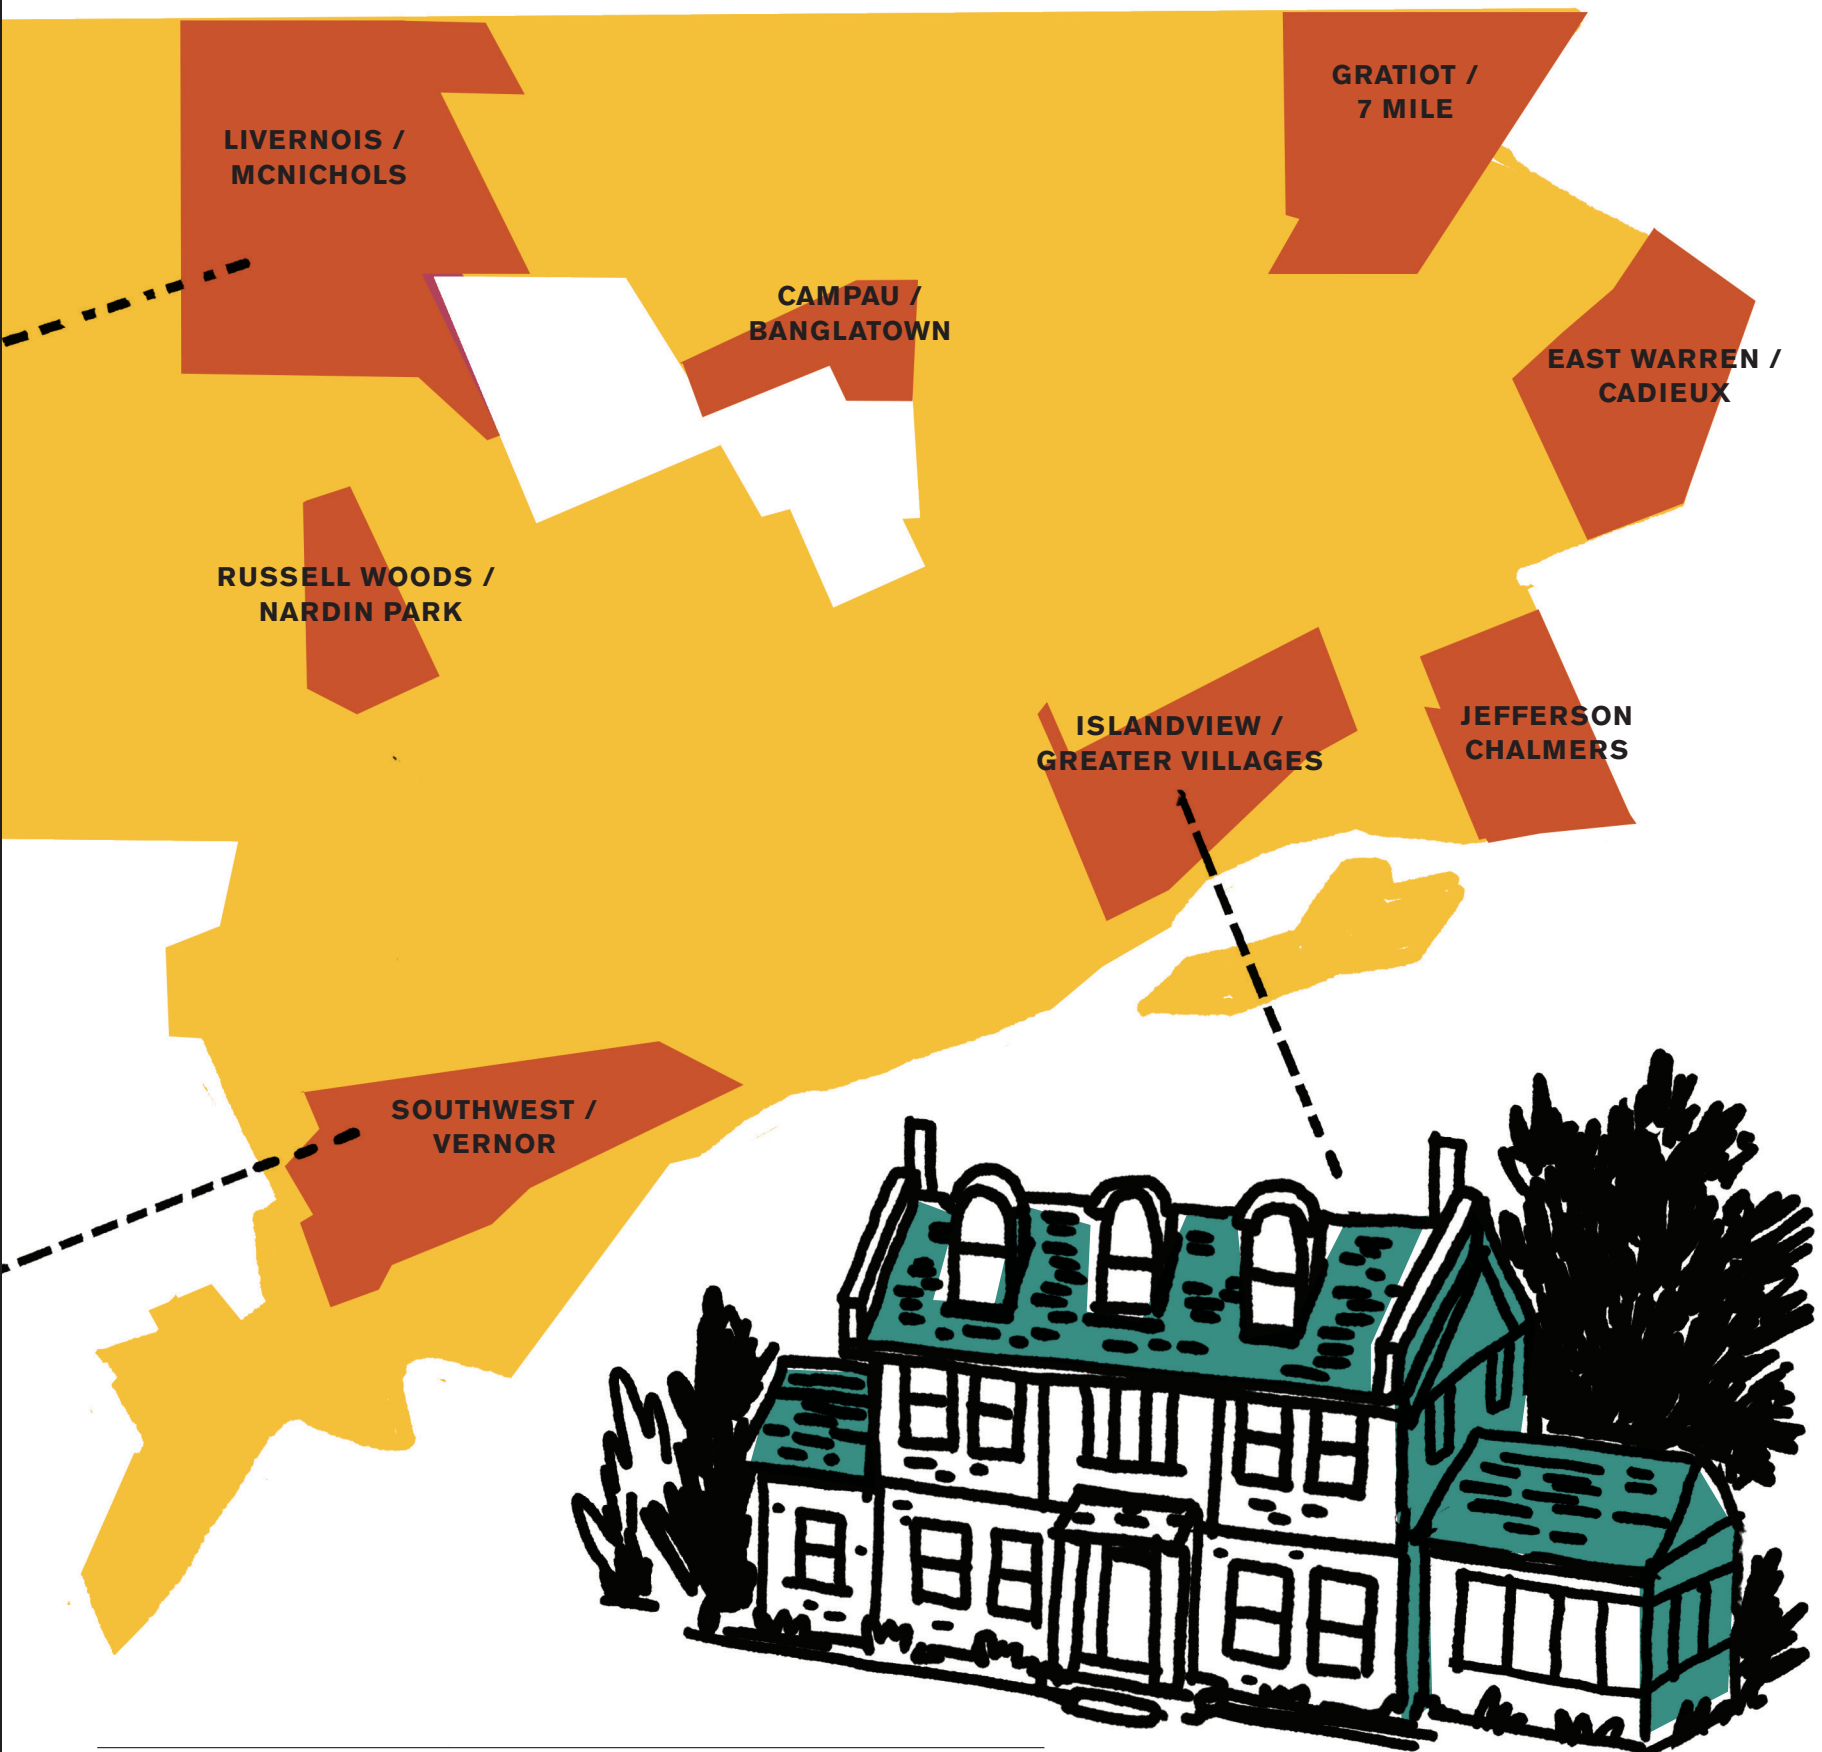 GRATIOT /
7 MILE
LIVERNOIS /
MCNICHOLS
CAMPAU /
BANGLATOWN
EAST WARREN /
CADIEUX
RUSSELL WOODS /
NARDIN PARK
ISLANDVIEW /
GREATER VILLAGES
JEFFERSON
CHALMERS
SOUTHWEST /
VERNOR